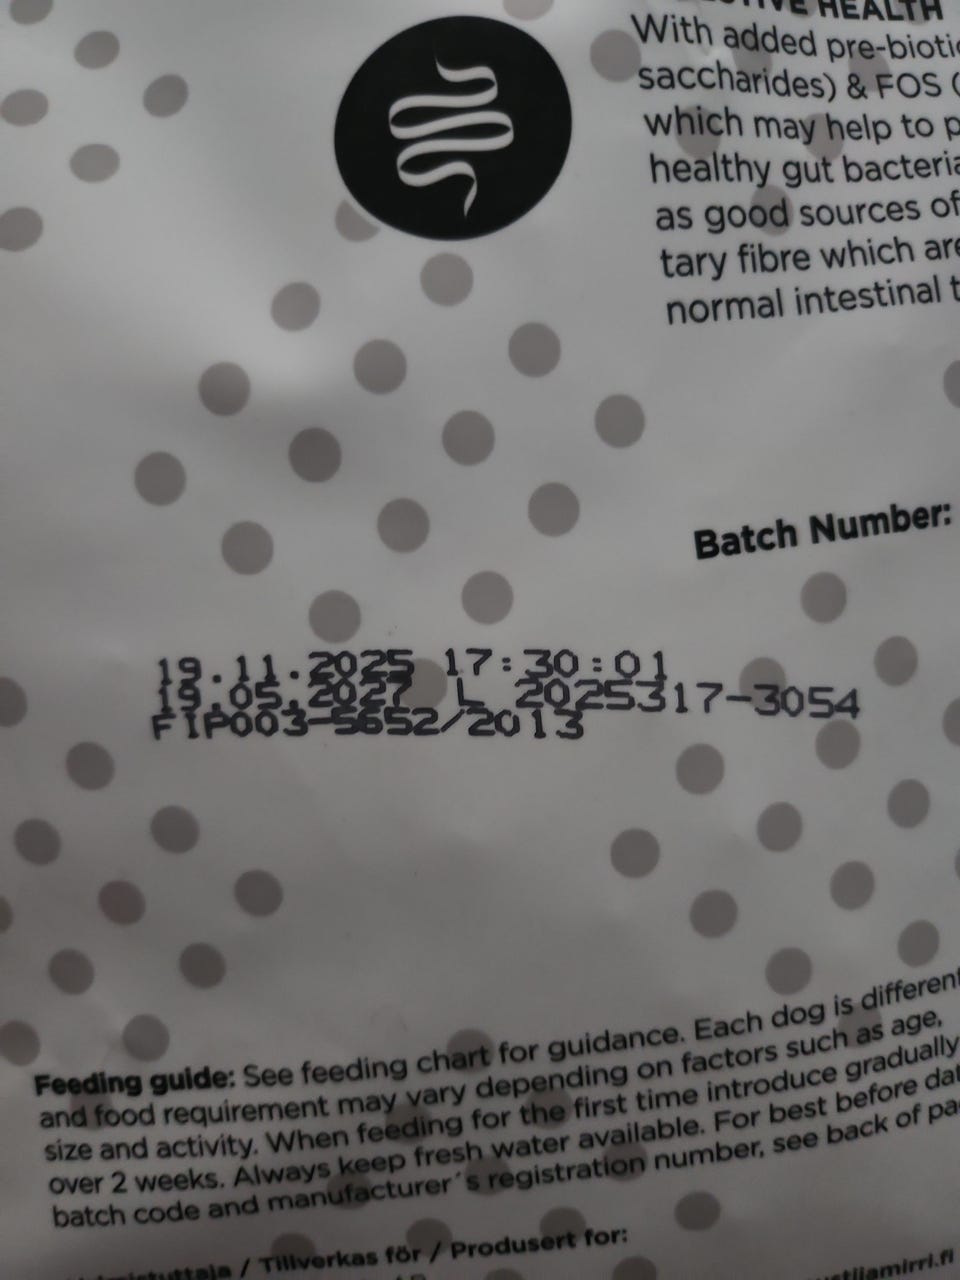 HEALTH
With added pre-biotic
saccharides) & FOS (
which may help to p
healthy gut bacteria
as good sources of
tary fibre which are
normal intestinal t
Batch Number:
19.11.2025 17:30:01
19.05.2027 L 2025317-3054
FIP003-5652/2013
Feeding guide: See feeding chart for guidance. Each dog is different
and food requirement may vary depending on factors such as age,
size and activity. When feeding for the first time introduce gradually
over 2 weeks. Always keep fresh water available. For best before dat
batch code and manufacturer´s registration number, see back of pa
/ Tillverkas för / Produsert for: